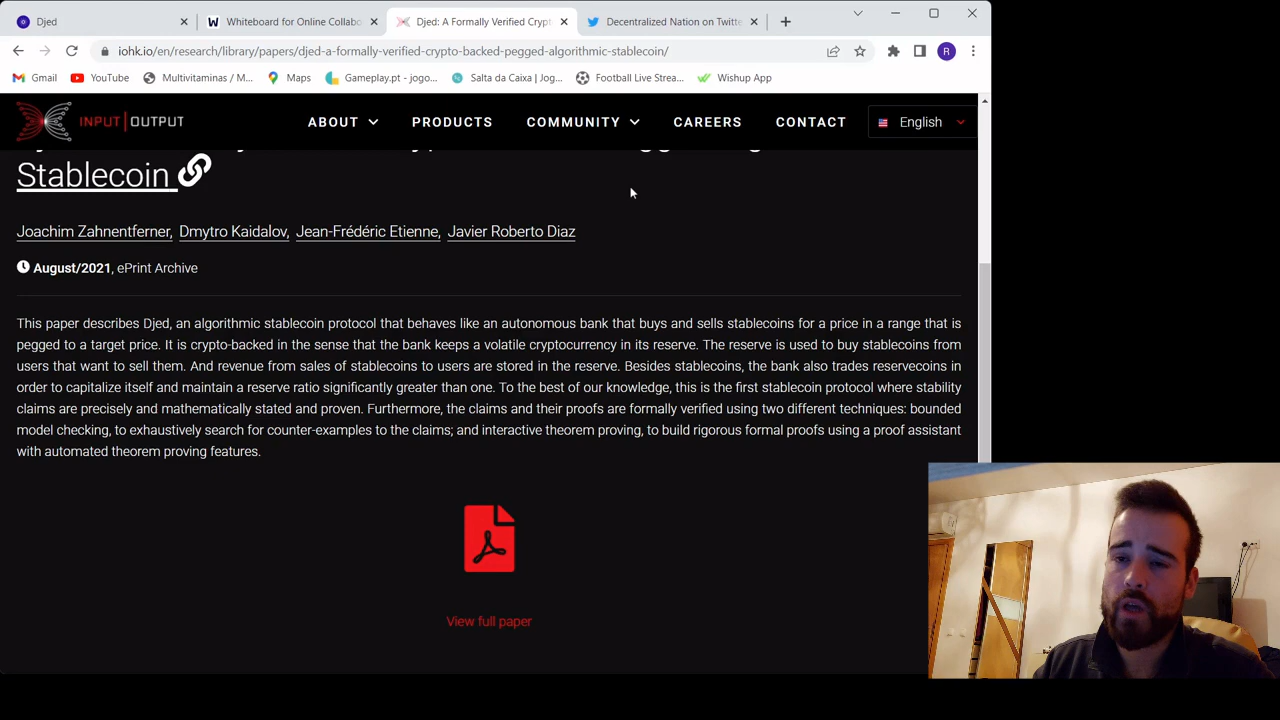 Djed
Whiteboard for Online Collabo
Djed: A Formally Verified Crypt
Decentralized Nation on Twitte
iohk.io/en/research/library/papers/djed-a-formally-verified-crypto-backed-pegged-algorithmic-stablecoin/
R
Gmail
YouTube
Multivitaminas / M...
Maps
Gameplay.pt - jogo...
Salta da Caixa | Jog...
Football Live Strea...
Wishup App
INPUT | OUTPUT
ABOUT
PRODUCTS
COMMUNITY
CAREERS
CONTACT
English
Stablecoin
Joachim Zahnentferner, Dmytro Kaidalov, Jean-Frédéric Etienne, Javier Roberto Diaz
August/2021, ePrint Archive
This paper describes Djed, an algorithmic stablecoin protocol that behaves like an autonomous bank that buys and sells stablecoins for a price in a range that is
pegged to a target price. It is crypto-backed in the sense that the bank keeps a volatile cryptocurrency in its reserve. The reserve is used to buy stablecoins from
users that want to sell them. And revenue from sales of stablecoins to users are stored in the reserve. Besides stablecoins, the bank also trades reservecoins in
order to capitalize itself and maintain a reserve ratio significantly greater than one. To the best of our knowledge, this is the first stablecoin protocol where stability
claims are precisely and mathematically stated and proven. Furthermore, the claims and their proofs are formally verified using two different techniques: bounded
model checking, to exhaustively search for counter-examples to the claims; and interactive theorem proving, to build rigorous formal proofs using a proof assistant
with automated theorem proving features.
View full paper